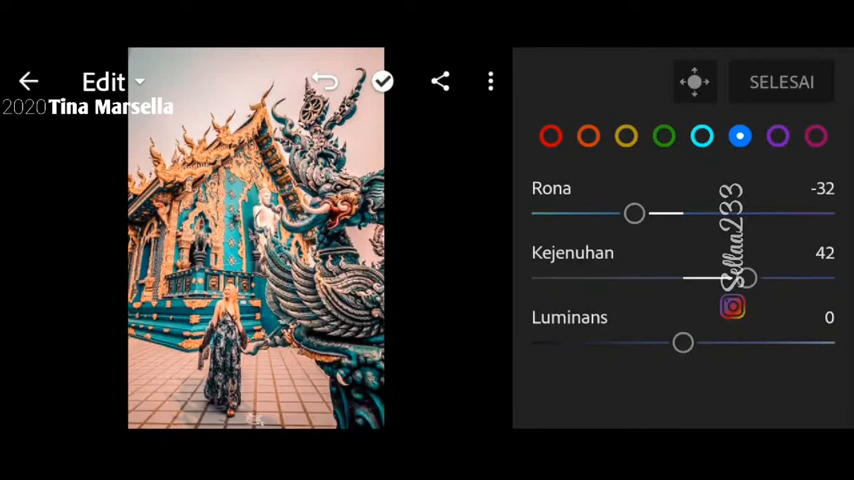 Edit
2020Tina Marsella
SELESAI
Rona -32
Kejenuhan 42
Luminans 0
Sellaa233